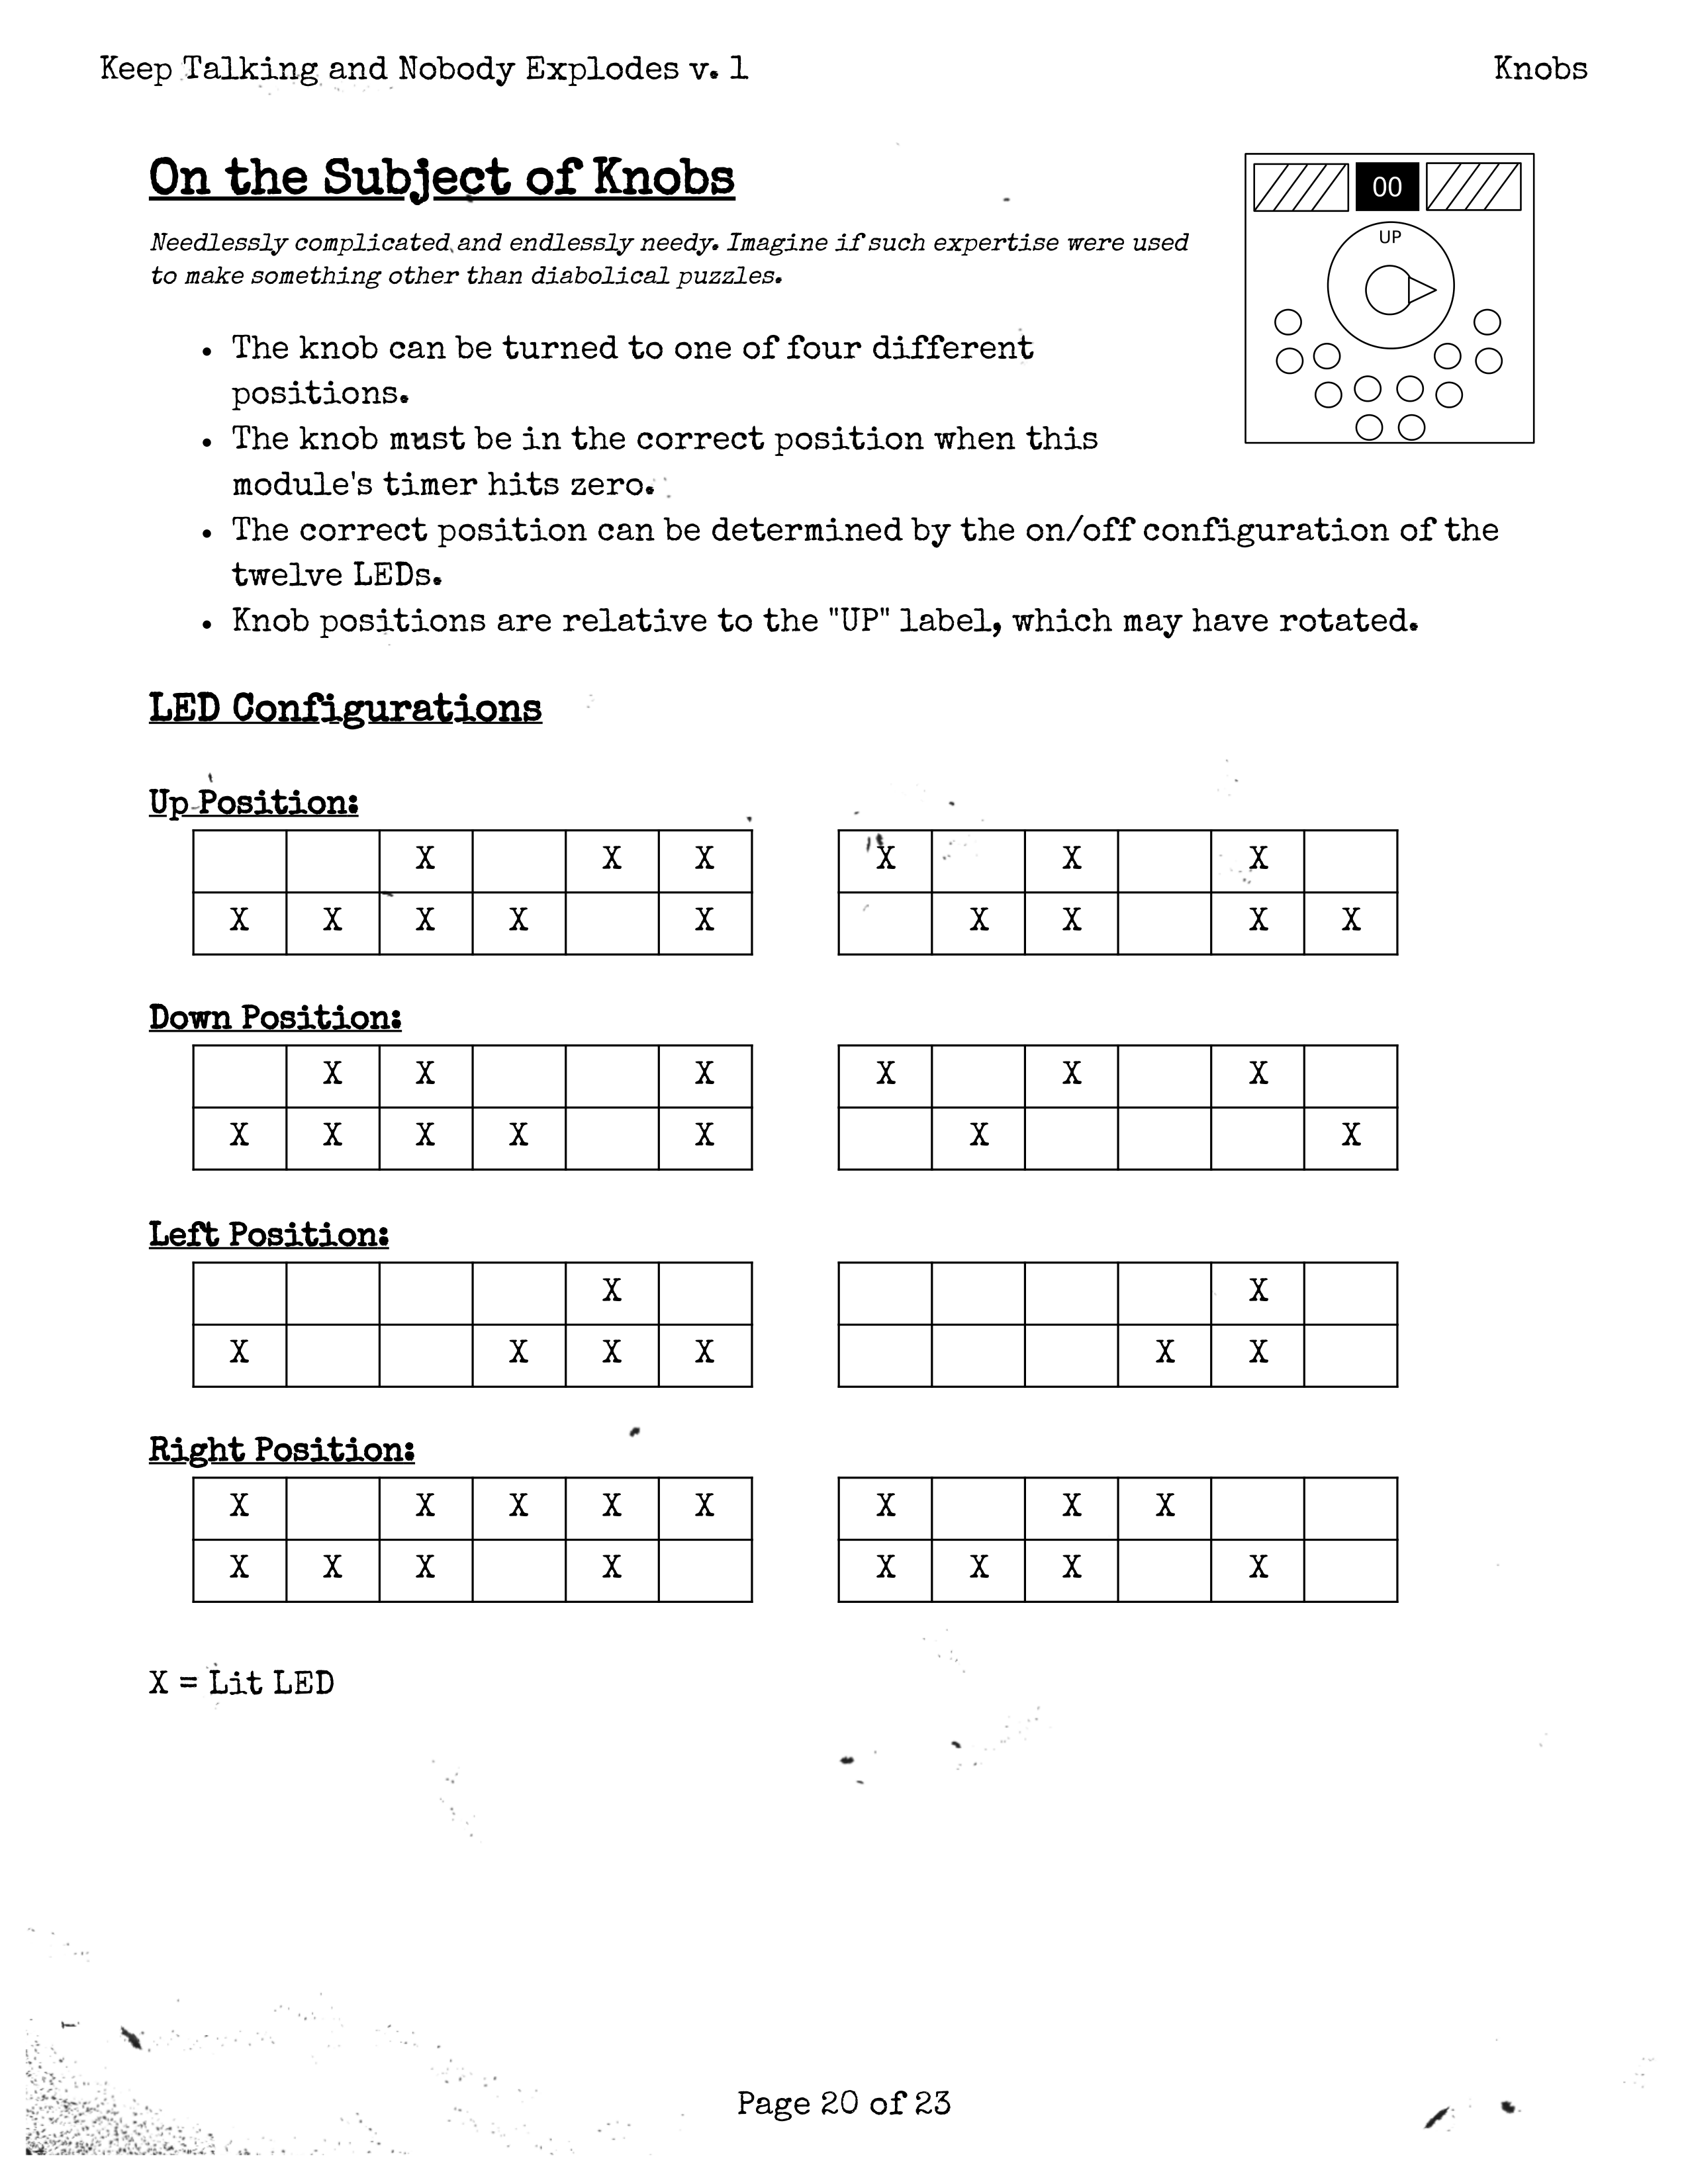 Keep Talking and Nobody Explodes v. 1 Knobs
On the Subject of Knobs
00
UP
Needlessly complicated and endlessly needy. Imagine if such expertise were used
to make something other than diabolical puzzles.
• The knob can be turned to one of four different
positions.
• The knob must be in the correct position when this
module's timer hits zero.
• The correct position can be determined by the on/off configuration of the
twelve LEDs.
• Knob positions are relative to the "UP" label, which may have rotated.
LED Configurations
Up Position:
X X X X X X
X X X X X X X X X
Down Position:
X X X X X X
X X X X X X X
Left Position:
X X
X X X X X X
Right Position:
X X X X X X X X
X X X X X X X X
X = Lit LED
Page 20 of 23